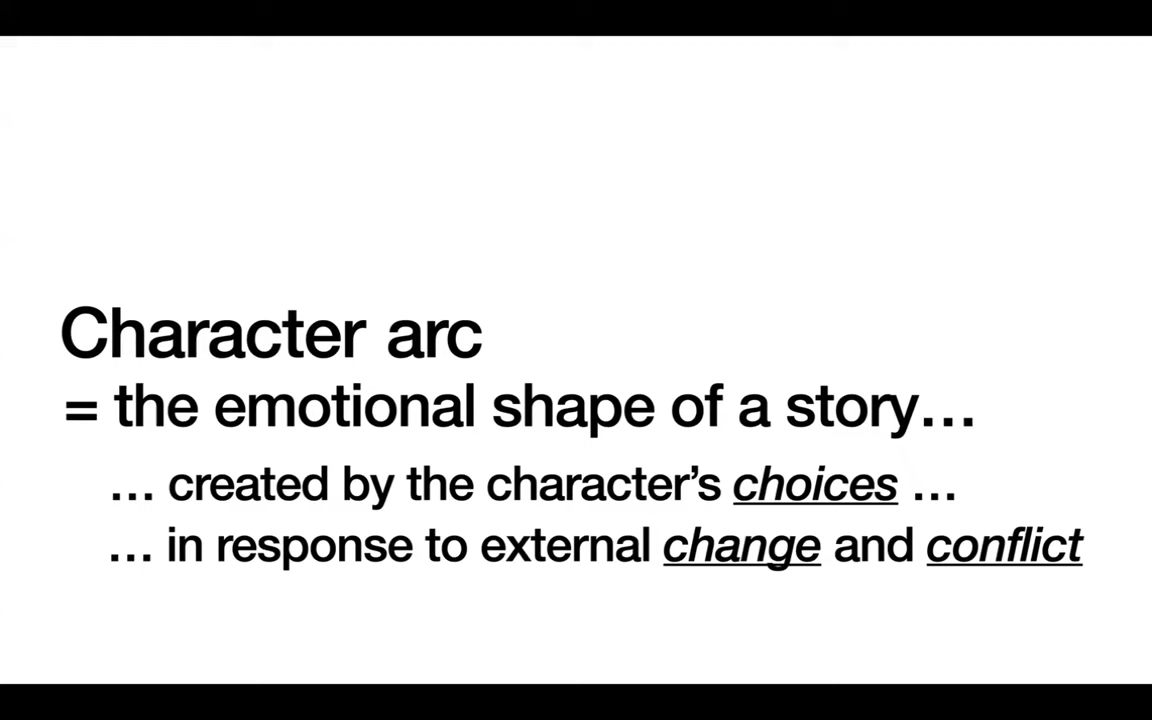 Character arc
= the emotional shape of a story…
… created by the character’s choices …
… in response to external change and conflict